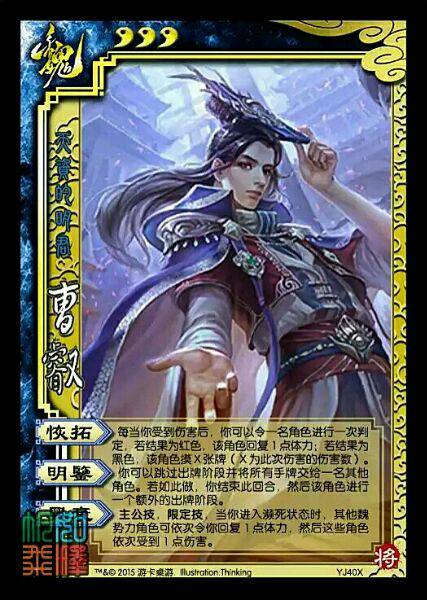 魏
天资的明君
曹叡
恢拓
每当你受到伤害后，你可以令一名角色进行一次判
定，若结果为红色，该角色回复1点体力；若结果为
黑色，该角色摸X张牌（X为此次伤害的伤害数）。
明鉴
你可以跳过出牌阶段并将所有手牌交给一名其他
角色。若如此做，你结束此回合，然后该角色进行
一个额外的出牌阶段。
主公技，限定技，当你进入濒死状态时，其他魏
势力角色可依次令你回复1点体力，然后这些角色
依次受到1点伤害。
™&© 2015 游卡桌游. Illustration:Thinking
YJ40X
将